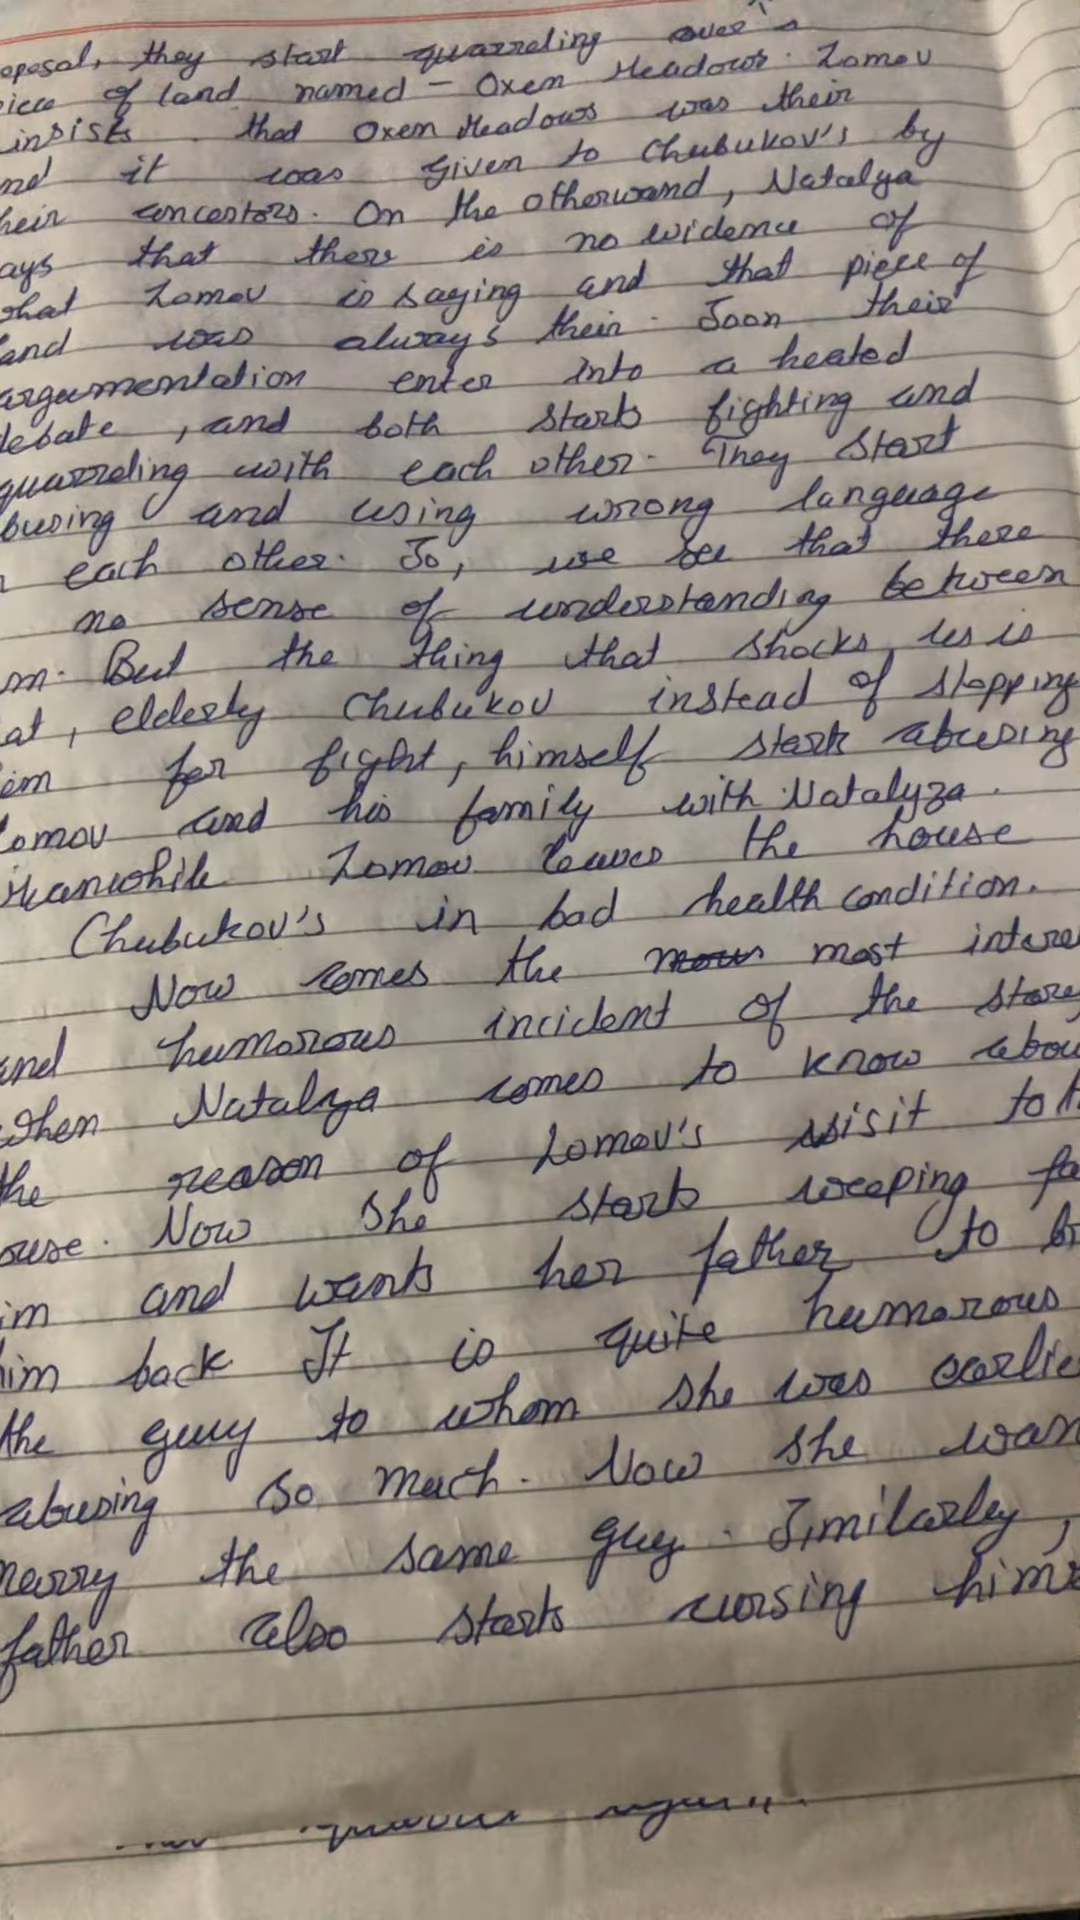 oposal, they start quarreling over a
iece of land named - Oxen Meadows. Lomov
insists that Oxen Meadows was their
nd it was given to Chubukov's by
heir ancestors. On the otherwand, Natalya
ays that there is no widence of
what Lomov is saying and that piece of
and was always their. Soon their
argumentation enter into a heated
debate, and both starts fighting and
quarreling with each other. They start
busing and using wrong language
n each other. So, we see that there
no sense of understanding between
m. But the thing that shocks us is
at, elderly Chubukov instead of stopping
em for fight, himself start abusing
Lomov and his family with Natalyza.
Meanwhile Lomov leaves the house
Chubukov's in bad health condition.
Now comes the most intere
and humorous incident of the story
when Natalya comes to know abou
the reason of Lomov's visit to
ouse. Now she starts weeping fo
im and wants her father to br
him back It is quite humorous
the guy to whom she was earlie
abusing so much. Now she wan
merry the same guy. Similarley,
father also starts cursing hims